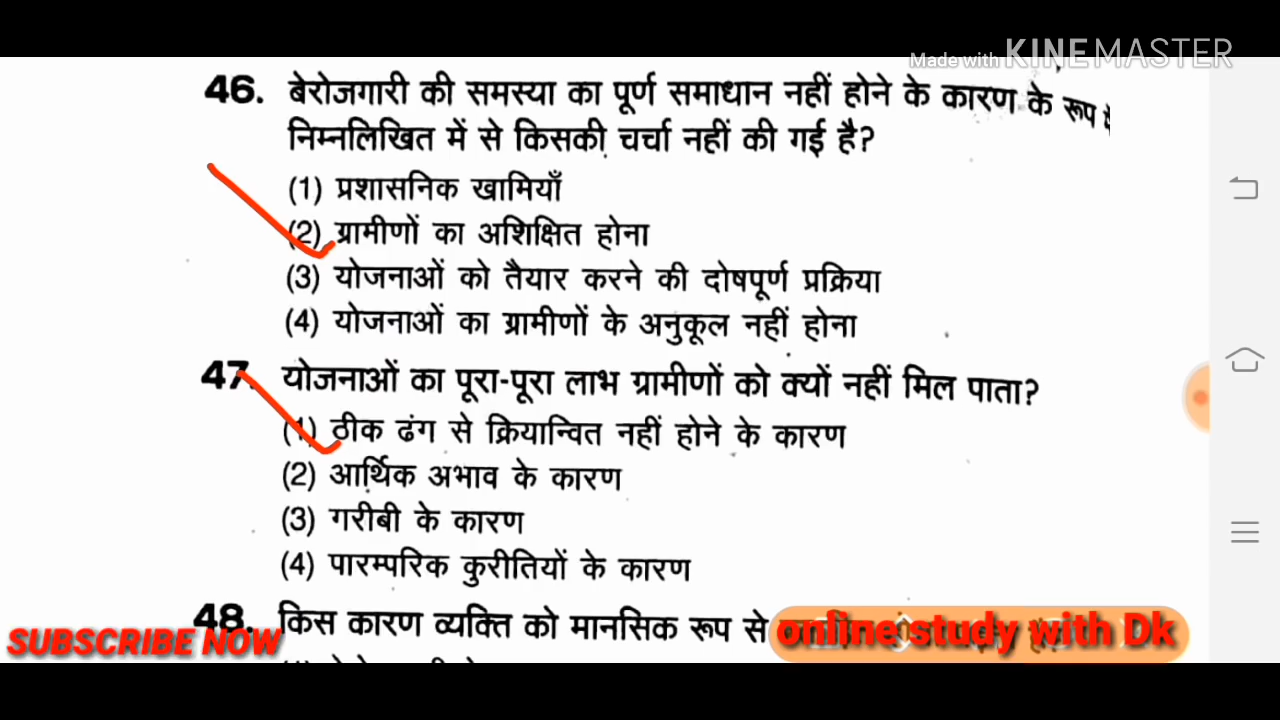 Made with KINEMASTER
46. बेरोजगारी की समस्या का पूर्ण समाधान नहीं होने के कारण के रूप में
निम्नलिखित में से किसकी चर्चा नहीं की गई है?
(1) प्रशासनिक खामियाँ
(2) ग्रामीणों का अशिक्षित होना
(3) योजनाओं को तैयार करने की दोषपूर्ण प्रक्रिया
(4) योजनाओं का ग्रामीणों के अनुकूल नहीं होना
47. योजनाओं का पूरा-पूरा लाभ ग्रामीणों को क्यों नहीं मिल पाता?
(1) ठीक ढंग से क्रियान्वित नहीं होने के कारण
(2) आर्थिक अभाव के कारण
(3) गरीबी के कारण
(4) पारम्परिक कुरीतियों के कारण
48. किस कारण व्यक्ति को मानसिक रूप से
SUBSCRIBE NOW
online study with Dk